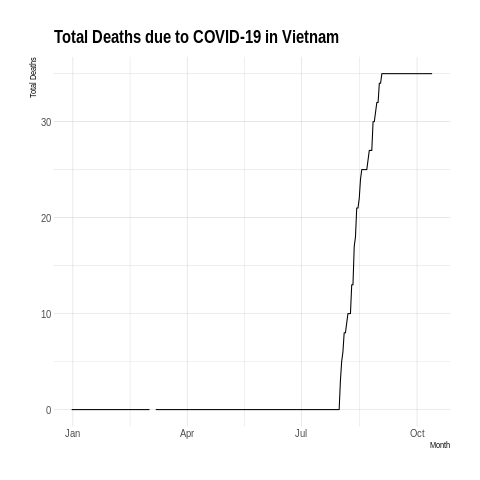 Total Deaths due to COVID-19 in Vietnam
Total Deaths
30
20
10
0
Jan Apr Jul Oct
Month